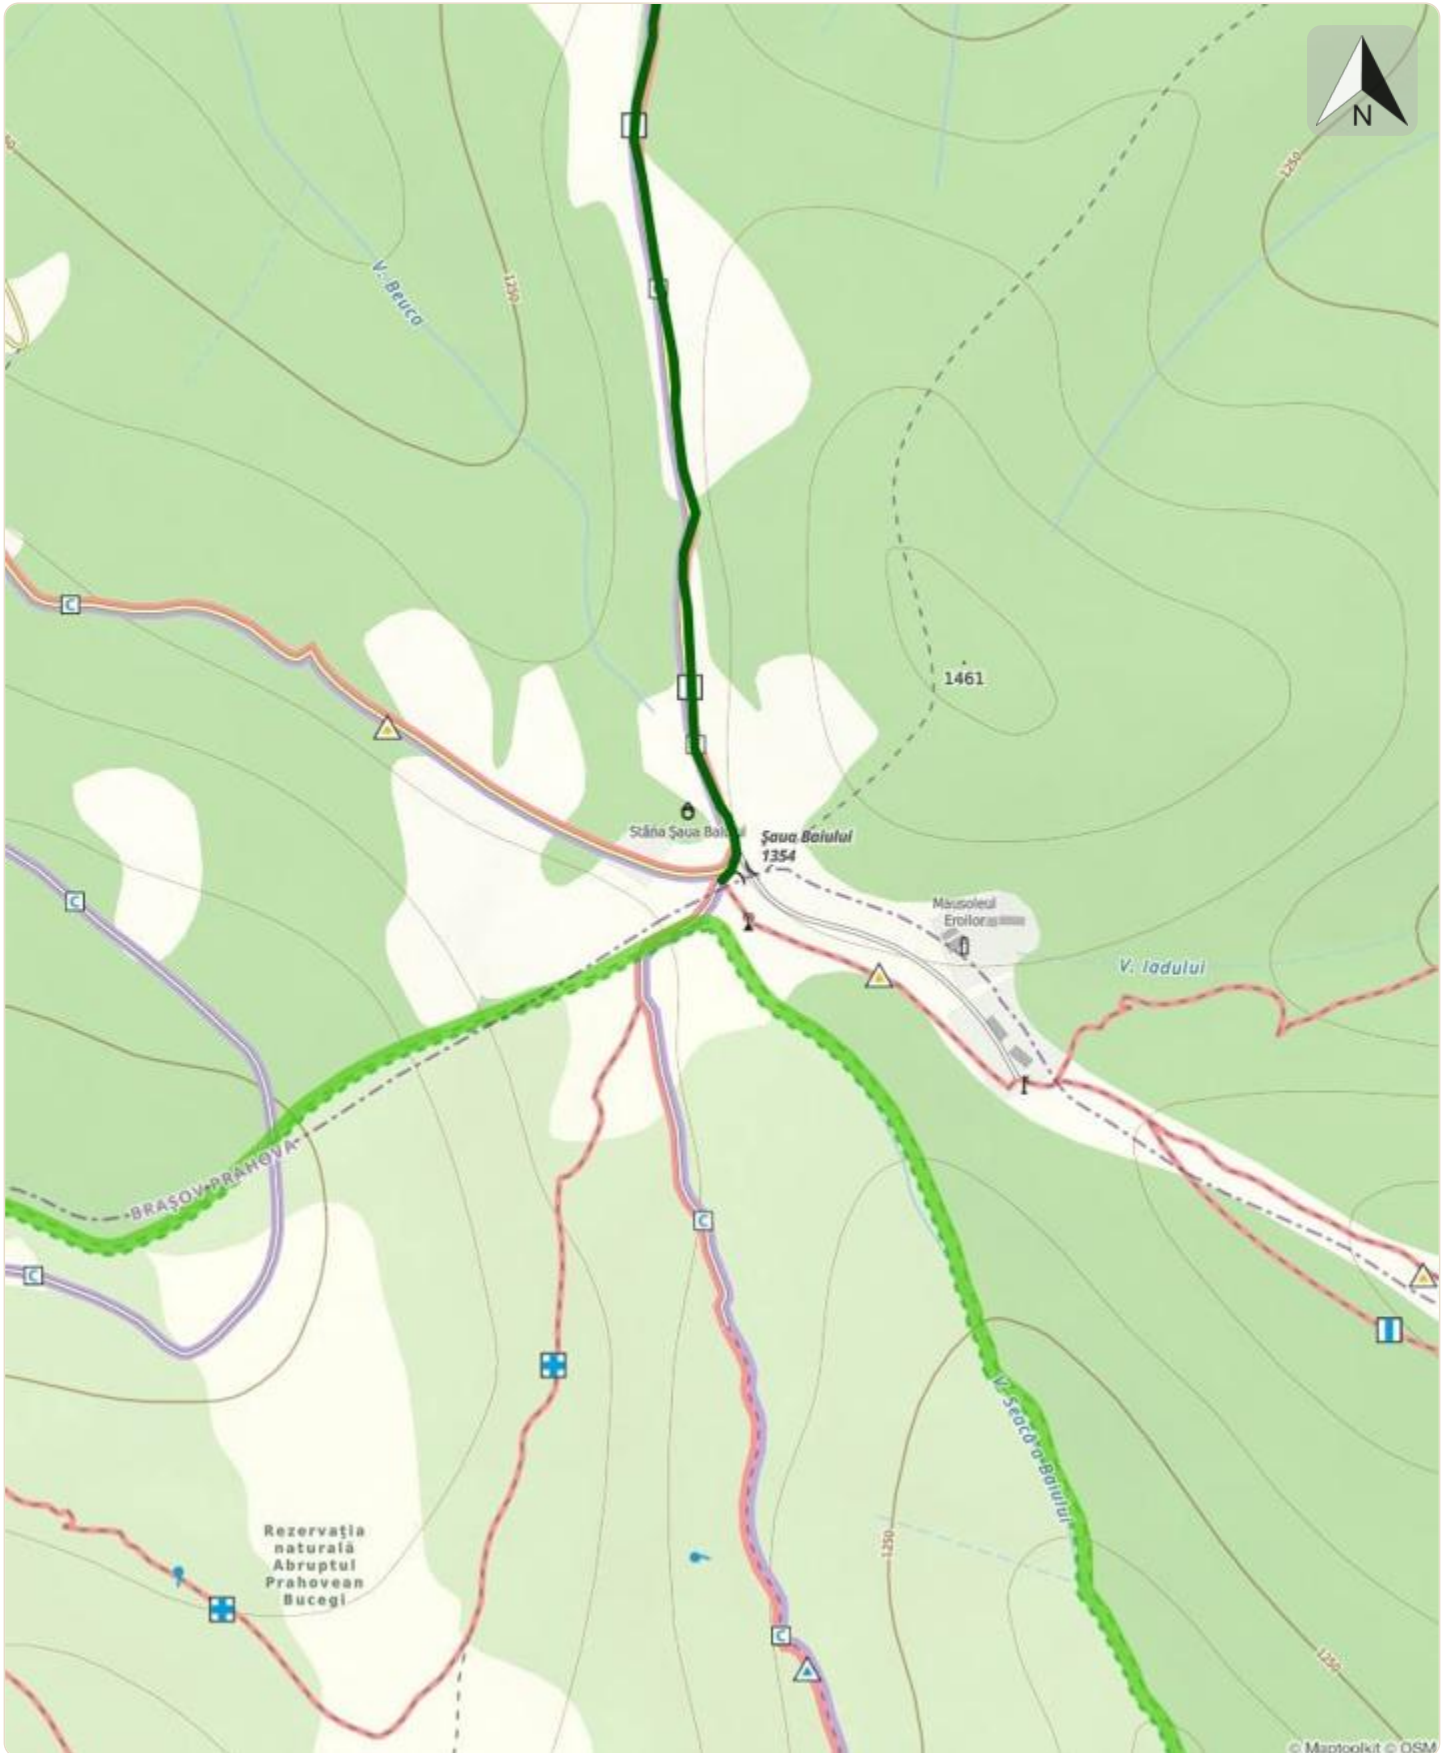 N
1250
V. Beuca
1250
C
1461
Stâna Şaua Baiului
Şaua Baiului
1354
C
Mausoleul
Eroilor
V. Iadului
BRAŞOV
PRAHOVA
C
C
V. Seacă a Baiului
Rezervaţia
naturală
Abruptul
Prahovean
Bucegi
1250
C
1250
© Maptoolkit © OSM